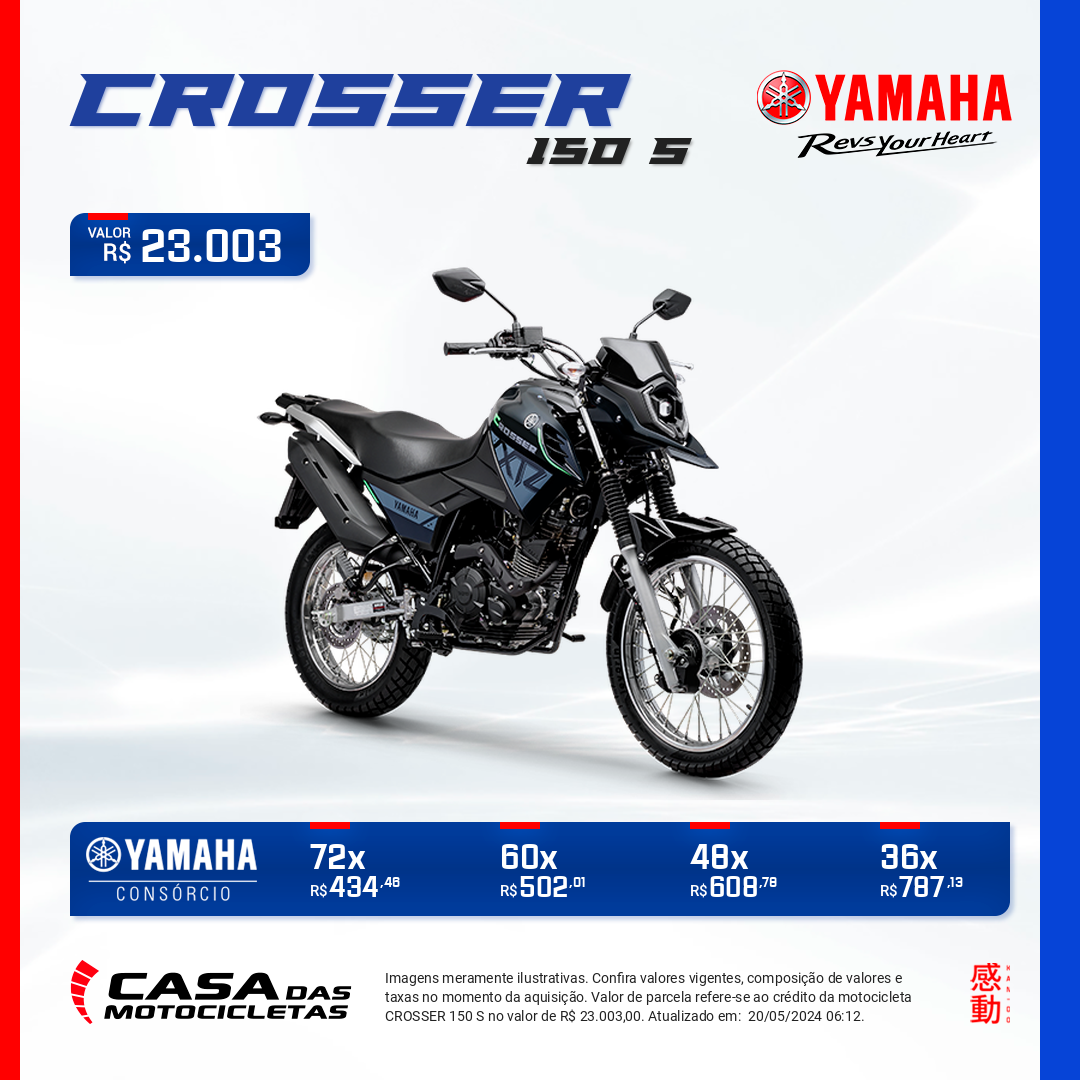 CROSSER
150 S
YAMAHA
Revs Your Heart
VALOR
R$ 23.003
CROSSER
XTZ
YAMAHA
YAMAHA
CONSÓRCIO
72x
R$ 434,48
60x
R$ 502,01
48x
R$ 608,78
36x
R$ 787,13
CASA DAS
MOTOCICLETAS
Imagens meramente ilustrativas. Confira valores vigentes, composição de valores e
taxas no momento da aquisição. Valor de parcela refere-se ao crédito da motocicleta
CROSSER 150 S no valor de R$ 23.003,00. Atualizado em: 20/05/2024 06:12.
感動